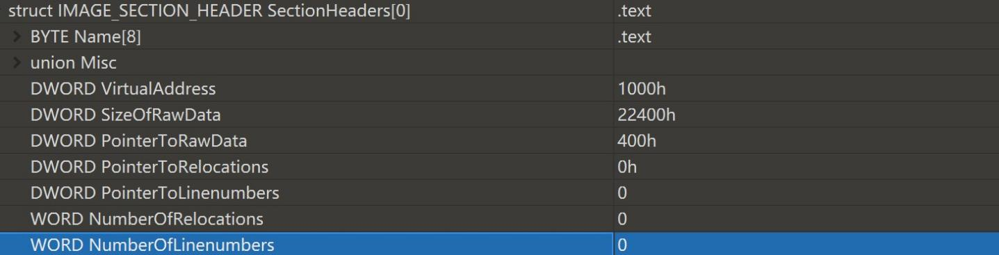 struct IMAGE_SECTION_HEADER SectionHeaders[0] .text
BYTE Name[8] .text
union Misc
DWORD VirtualAddress 1000h
DWORD SizeOfRawData 22400h
DWORD PointerToRawData 400h
DWORD PointerToRelocations 0h
DWORD PointerToLinenumbers 0
WORD NumberOfRelocations 0
WORD NumberOfLinenumbers 0